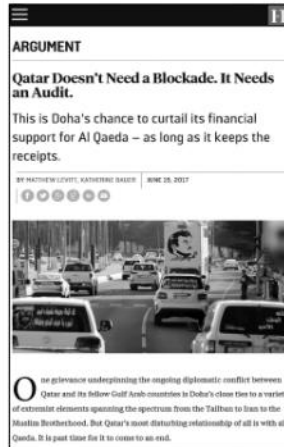 ARGUMENT
Qatar Doesn't Need a Blockade. It Needs
an Audit.
This is Doha's chance to curtail its financial
support for Al Qaeda — as long as it keeps the
receipts.
BY MATTHEW LEVITT, KATHERINE BAUER JUNE 15, 2017
One grievance underpinning the ongoing diplomatic conflict between
Qatar and its fellow Gulf Arab countries is Doha's close ties to a variety
of extremist elements spanning the spectrum from the Taliban to Iran to the
Muslim Brotherhood. But Qatar's most disturbing relationship of all is with al
Qaeda. It is past time for it to come to an end.